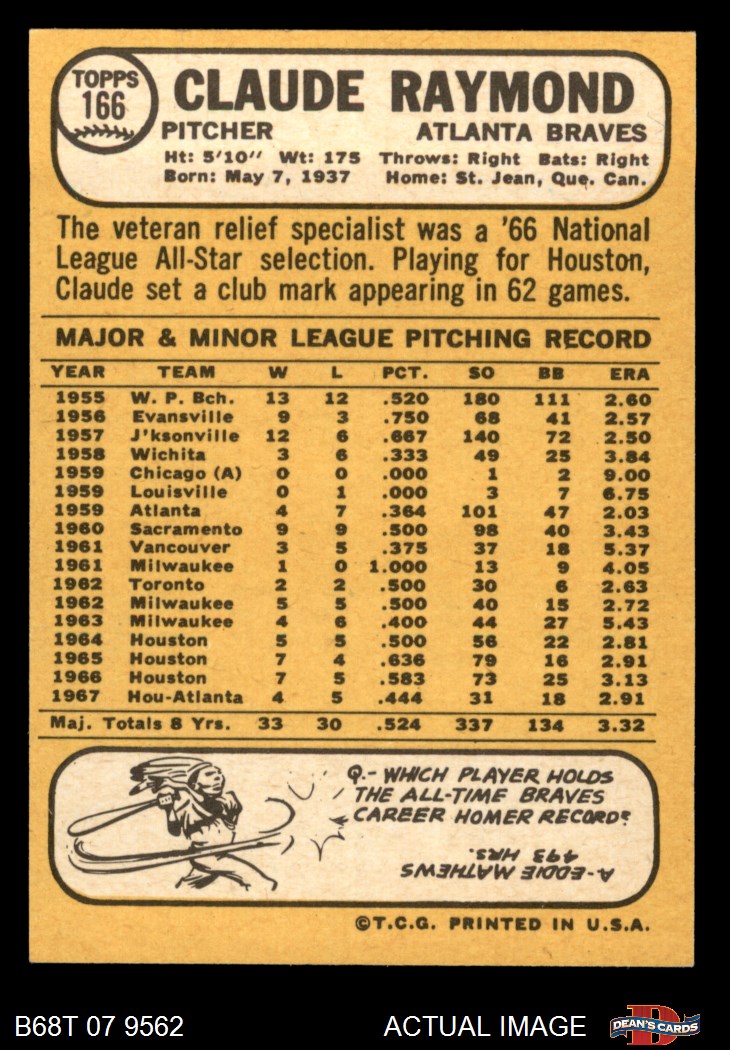 TOPPS
166
CLAUDE RAYMOND
PITCHER ATLANTA BRAVES
Ht: 5'10" Wt: 175 Throws: Right Bats: Right
Born: May 7, 1937 Home: St. Jean, Que. Can.
The veteran relief specialist was a '66 National
League All-Star selection. Playing for Houston,
Claude set a club mark appearing in 62 games.
MAJOR & MINOR LEAGUE PITCHING RECORD
YEAR TEAM W L PCT. SO BB ERA
1955 W. P. Bch. 13 12 .520 180 111 2.60
1956 Evansville 9 3 .750 68 41 2.57
1957 J'ksonville 12 6 .667 140 72 2.50
1958 Wichita 3 6 .333 49 25 3.84
1959 Chicago (A) 0 0 .000 1 2 9.00
1959 Louisville 0 1 .000 3 7 6.75
1959 Atlanta 4 7 .364 101 47 2.03
1960 Sacramento 9 9 .500 98 40 3.43
1961 Vancouver 3 5 .375 37 18 5.37
1961 Milwaukee 1 0 1.000 13 9 4.05
1962 Toronto 2 2 .500 30 6 2.63
1962 Milwaukee 5 5 .500 40 15 2.72
1963 Milwaukee 4 6 .400 44 27 5.43
1964 Houston 5 5 .500 56 22 2.81
1965 Houston 7 4 .636 79 16 2.91
1966 Houston 7 5 .583 73 25 3.13
1967 Hou-Atlanta 4 5 .444 31 18 2.91
Maj. Totals 8 Yrs. 33 30 .524 337 134 3.32
Q.- WHICH PLAYER HOLDS
THE ALL-TIME BRAVES
CAREER HOMER RECORD?
A-EDDIE MATHEWS
493 HRS.
©T.C.G. PRINTED IN U.S.A.
B68T 07 9562 ACTUAL IMAGE
D
DEAN'S CARDS